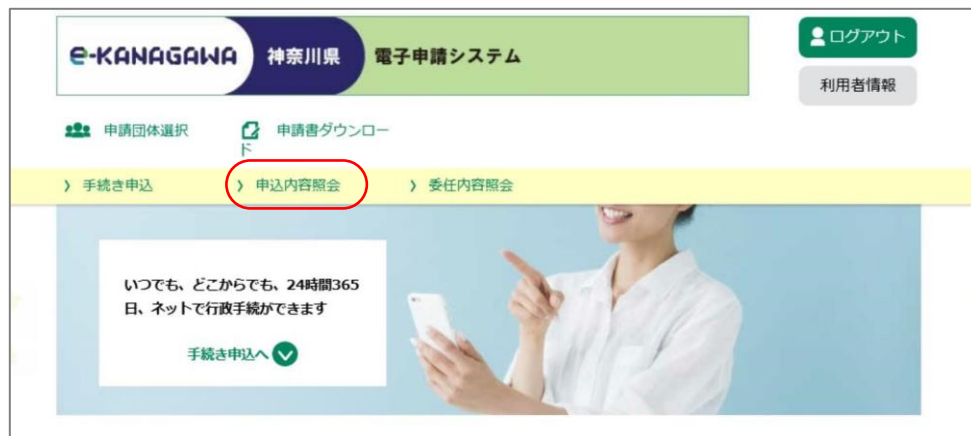 e-KANAGAWA 神奈川県 電子申請システム
ログアウト
利用者情報
申請団体選択 申請書ダウンロー
ド
手続き申込 申込内容照会 委任内容照会
いつでも、どこからでも、24時間365
日、ネットで行政手続ができます
手続き申込へ